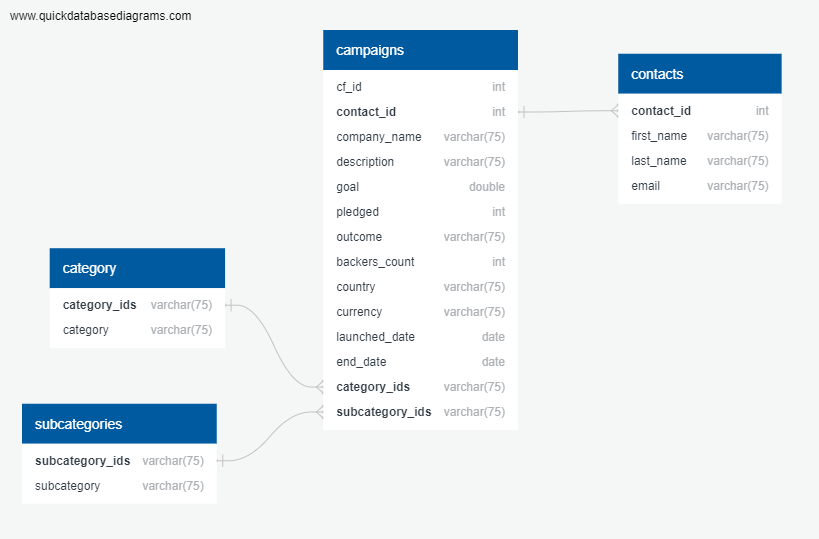 www.quickdatabasediagrams.com
campaigns
cf_id int
contact_id int
company_name varchar(75)
description varchar(75)
goal double
pledged int
outcome varchar(75)
backers_count int
country varchar(75)
currency varchar(75)
launched_date date
end_date date
category_ids varchar(75)
subcategory_ids varchar(75)
contacts
contact_id int
first_name varchar(75)
last_name varchar(75)
email varchar(75)
category
category_ids varchar(75)
category varchar(75)
subcategories
subcategory_ids varchar(75)
subcategory varchar(75)